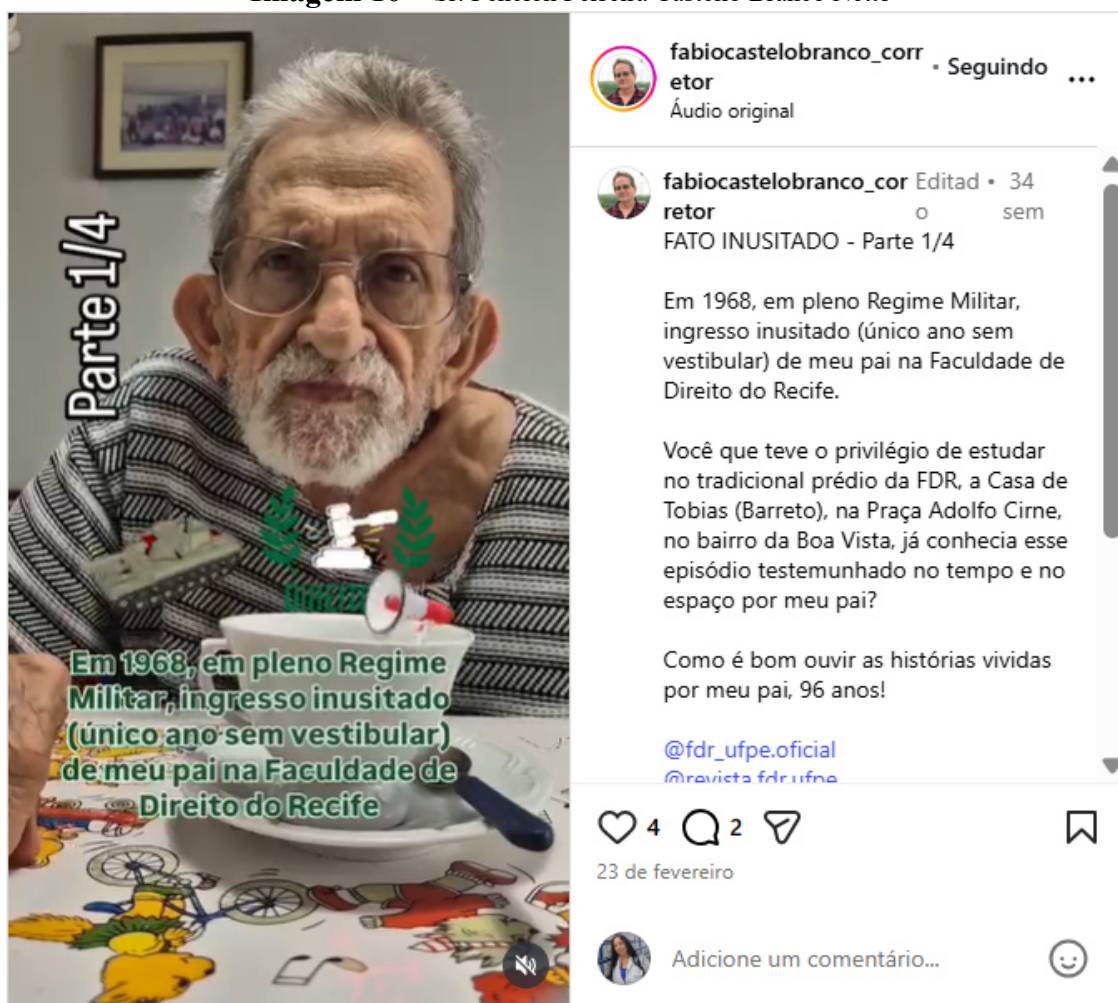 fabiocastelobranco_corr
etor
• Seguindo
Áudio original
fabiocastelobranco_cor
retor
Editad
o
• 34
sem
FATO INUSITADO - Parte 1/4
Em 1968, em pleno Regime Militar,
ingresso inusitado (único ano sem
vestibular) de meu pai na Faculdade de
Direito do Recife.
Você que teve o privilégio de estudar
no tradicional prédio da FDR, a Casa de
Tobias (Barreto), na Praça Adolfo Cirne,
no bairro da Boa Vista, já conhecia esse
episódio testemunhado no tempo e no
espaço por meu pai?
Como é bom ouvir as histórias vividas
por meu pai, 96 anos!
@fdr_ufpe.oficial
@revista.fdr.ufpe
4
2
23 de fevereiro
Adicione um comentário...
Parte 1/4
Em 1968, em pleno Regime
Militar, ingresso inusitado
(único ano sem vestibular)
de meu pai na Faculdade de
Direito do Recife